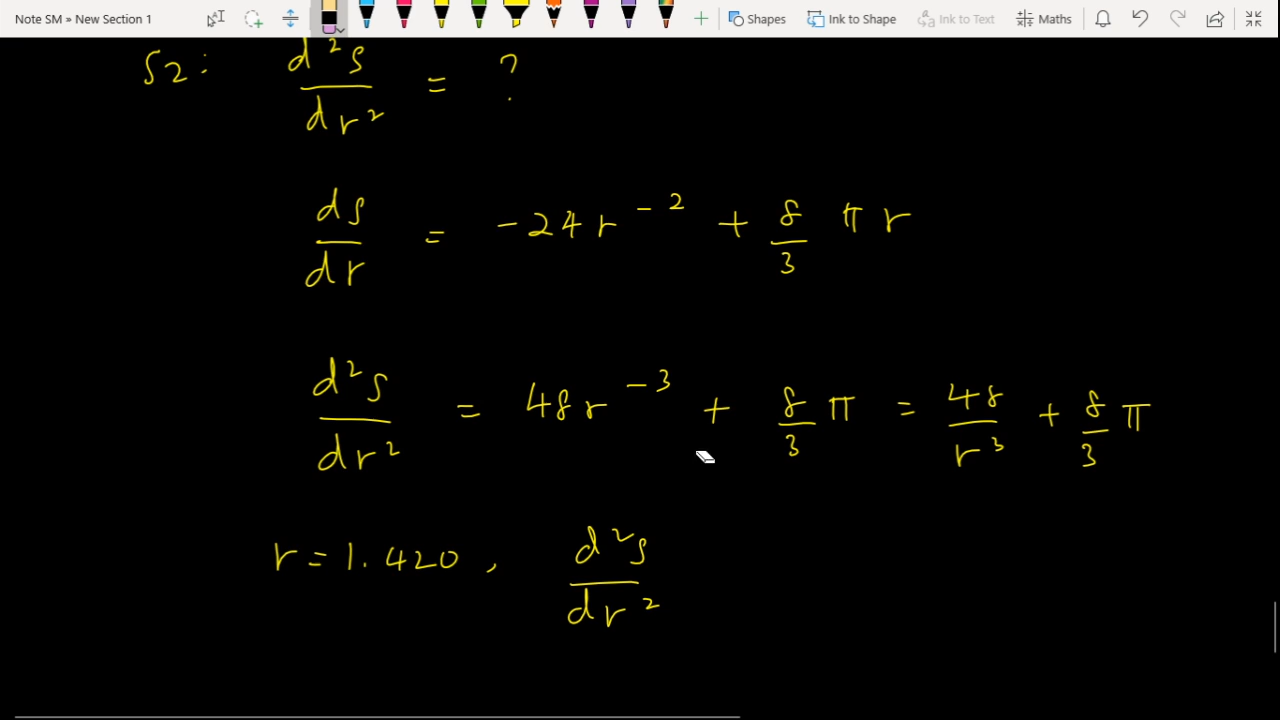 Note SM » New Section 1
Shapes Ink to Shape Ink to Text Maths
S2: d²S/dr² = ?
dS/dr = -24r⁻² + 8/3 πr
d²S/dr² = 48r⁻³ + 8/3 π = 48/r³ + 8/3 π
r = 1.420, d²S/dr²